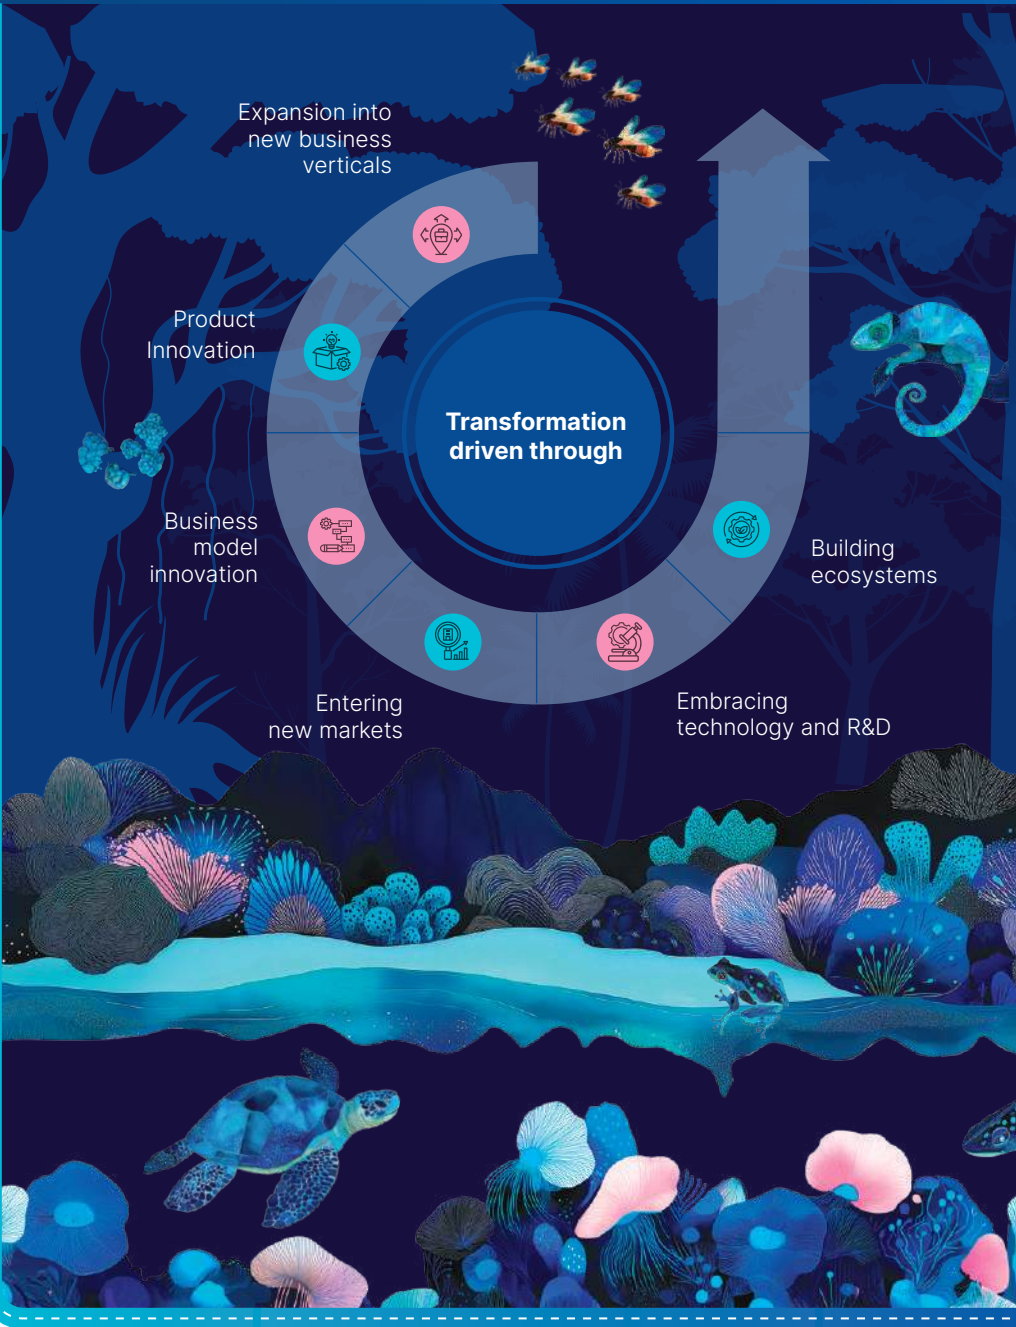 Expansion into
new business
verticals
Product
Innovation
Transformation
driven through
Business
model
innovation
Building
ecosystems
Entering
new markets
Embracing
technology and R&D